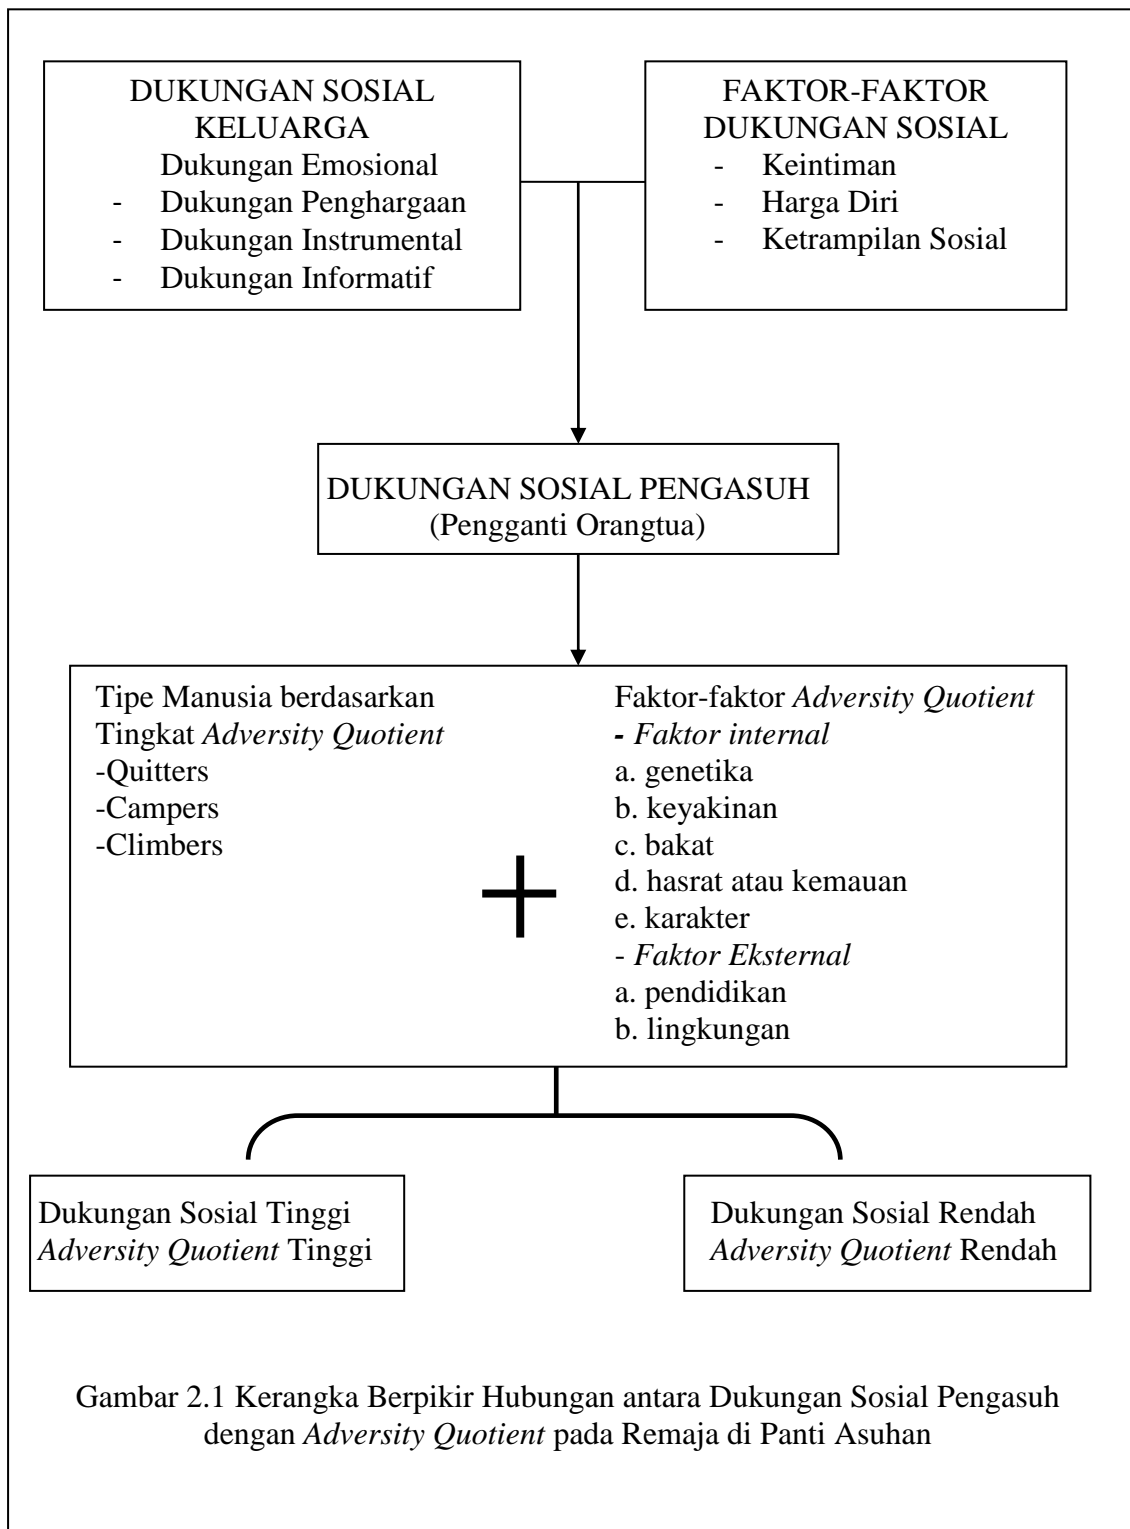 DUKUNGAN SOSIAL
KELUARGA
Dukungan Emosional
- Dukungan Penghargaan
- Dukungan Instrumental
- Dukungan Informatif
FAKTOR-FAKTOR
DUKUNGAN SOSIAL
- Keintiman
- Harga Diri
- Ketrampilan Sosial
DUKUNGAN SOSIAL PENGASUH
(Pengganti Orangtua)
Tipe Manusia berdasarkan
Tingkat Adversity Quotient
-Quitters
-Campers
-Climbers
Faktor-faktor Adversity Quotient
- Faktor internal
a. genetika
b. keyakinan
c. bakat
d. hasrat atau kemauan
e. karakter
- Faktor Eksternal
a. pendidikan
b. lingkungan
Dukungan Sosial Tinggi
Adversity Quotient Tinggi
Dukungan Sosial Rendah
Adversity Quotient Rendah
Gambar 2.1 Kerangka Berpikir Hubungan antara Dukungan Sosial Pengasuh
dengan Adversity Quotient pada Remaja di Panti Asuhan